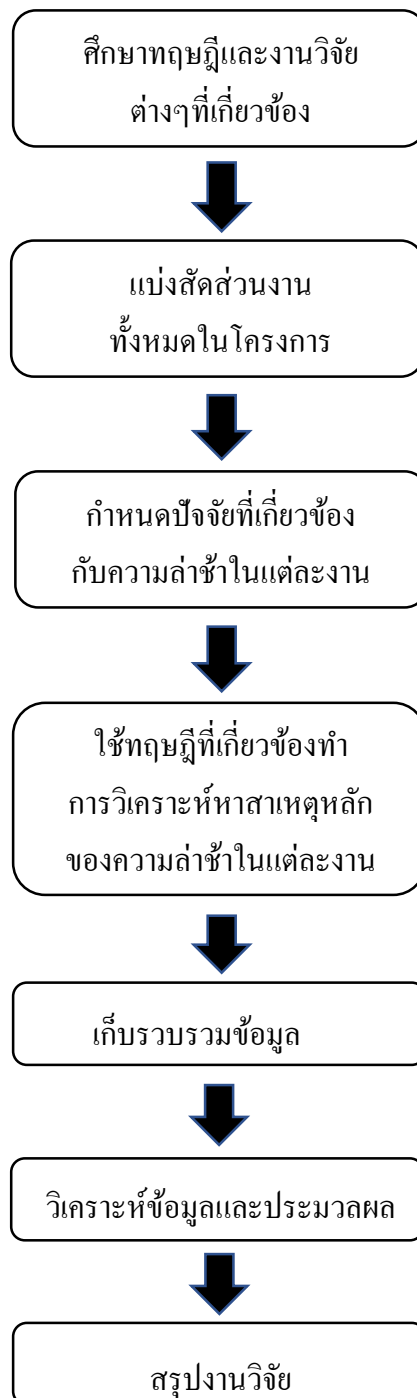 ศึกษาทฤษฎีและงานวิจัย
ต่างๆที่เกี่ยวข้อง
แบ่งสัดส่วนงาน
ทั้งหมดในโครงการ
กำหนดปัจจัยที่เกี่ยวข้อง
กับความล่าช้าในแต่ละงาน
ใช้ทฤษฎีที่เกี่ยวข้องทำ
การวิเคราะห์หาสาเหตุหลัก
ของความล่าช้าในแต่ละงาน
เก็บรวบรวมข้อมูล
วิเคราะห์ข้อมูลและประมวลผล
สรุปงานวิจัย